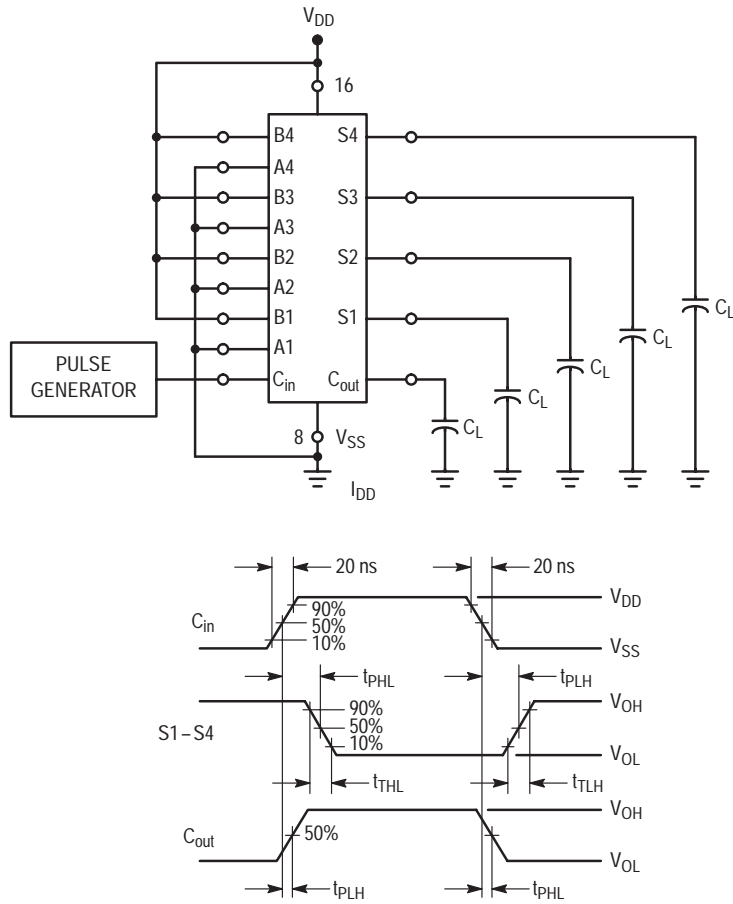 VDD
16
B4 S4
A4
B3 S3
A3
B2 S2
A2
B1 S1
A1
Cin Cout
PULSE
GENERATOR
CL
CL
CL
CL
CL
8 VSS
IDD
20 ns 20 ns
Cin
90%
50%
10%
VDD
VSS
tPHL tPLH
S1–S4
90%
50%
10%
VOH
VOL
tTHL tTLH
Cout
50%
VOH
VOL
tPLH tPHL